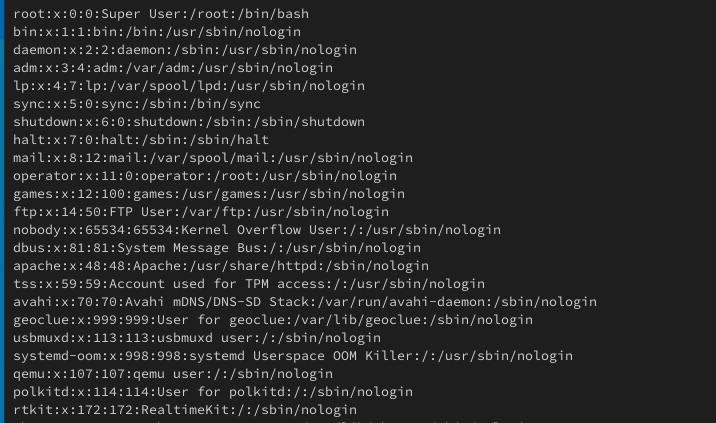 root:x:0:0:Super User:/root:/bin/bash
bin:x:1:1:bin:/bin:/usr/sbin/nologin
daemon:x:2:2:daemon:/sbin:/usr/sbin/nologin
adm:x:3:4:adm:/var/adm:/usr/sbin/nologin
lp:x:4:7:lp:/var/spool/lpd:/usr/sbin/nologin
sync:x:5:0:sync:/sbin:/bin/sync
shutdown:x:6:0:shutdown:/sbin:/sbin/shutdown
halt:x:7:0:halt:/sbin:/sbin/halt
mail:x:8:12:mail:/var/spool/mail:/usr/sbin/nologin
operator:x:11:0:operator:/root:/usr/sbin/nologin
games:x:12:100:games:/usr/games:/usr/sbin/nologin
ftp:x:14:50:FTP User:/var/ftp:/usr/sbin/nologin
nobody:x:65534:65534:Kernel Overflow User:/:/usr/sbin/nologin
dbus:x:81:81:System Message Bus:/:/usr/sbin/nologin
apache:x:48:48:Apache:/usr/share/httpd:/sbin/nologin
tss:x:59:59:Account used for TPM access:/:/usr/sbin/nologin
avahi:x:70:70:Avahi mDNS/DNS-SD Stack:/var/run/avahi-daemon:/sbin/nologin
geoclue:x:999:999:User for geoclue:/var/lib/geoclue:/sbin/nologin
usbmuxd:x:113:113:usbmuxd user:/:/sbin/nologin
systemd-oom:x:998:998:systemd Userspace OOM Killer:/:/usr/sbin/nologin
qemu:x:107:107:qemu user:/:/sbin/nologin
polkitd:x:114:114:User for polkitd:/:/sbin/nologin
rtkit:x:172:172:RealtimeKit:/:/sbin/nologin